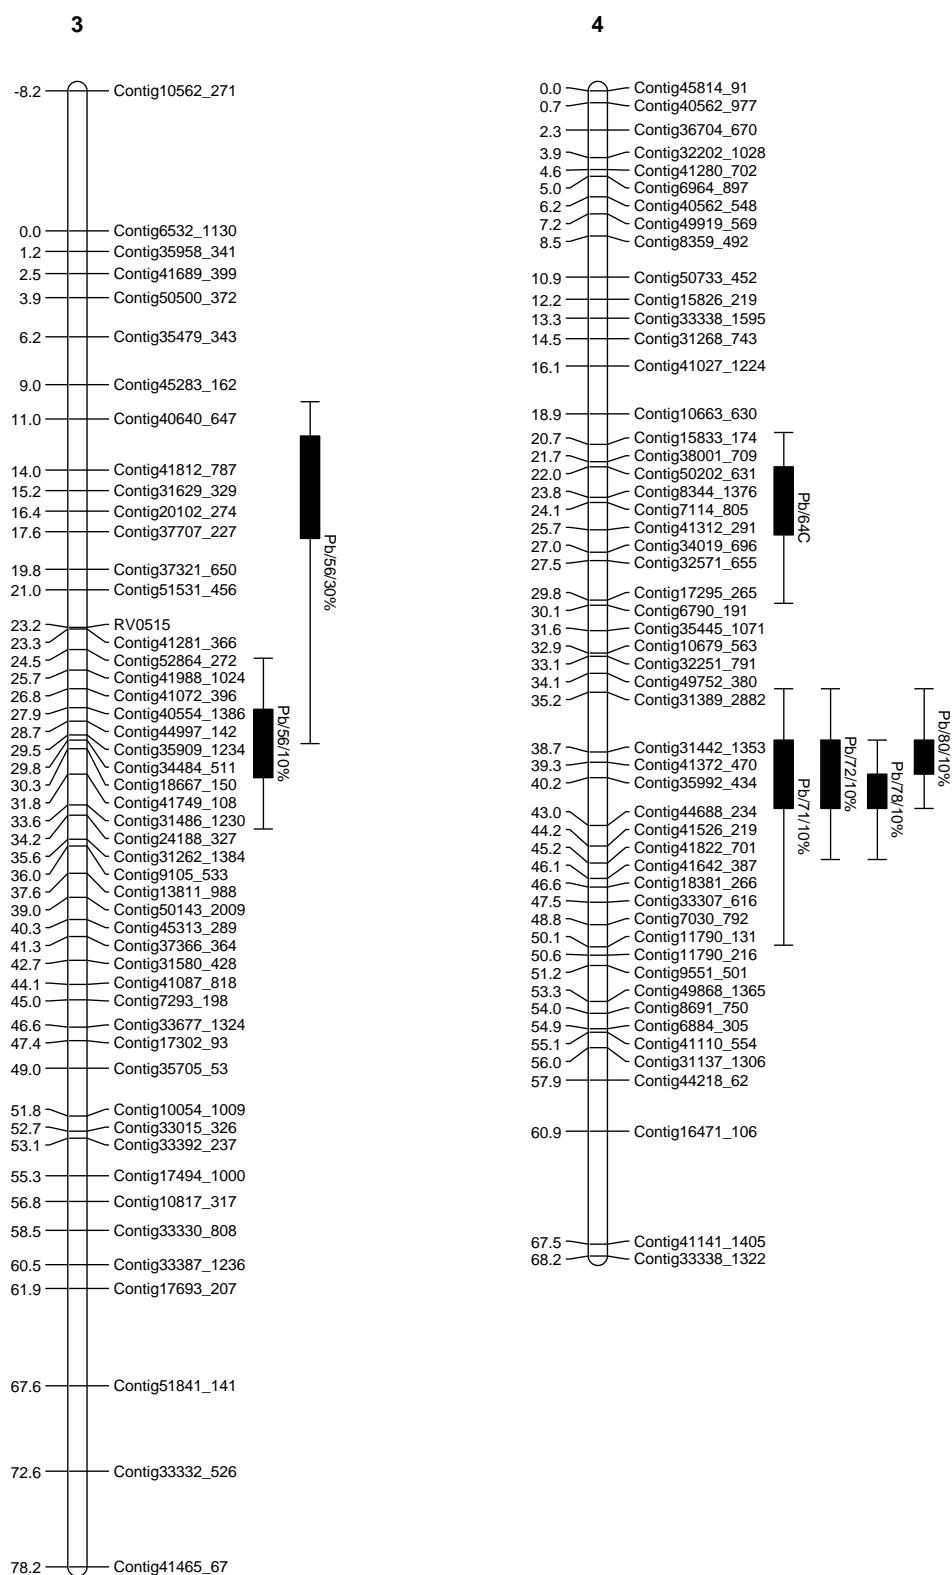 3
-8.2 Contig10562_271
0.0 Contig6532_1130
1.2 Contig35958_341
2.5 Contig41689_399
3.9 Contig50500_372
6.2 Contig35479_343
9.0 Contig45283_162
11.0 Contig40640_647
14.0 Contig41812_787
15.2 Contig31629_329
16.4 Contig20102_274
17.6 Contig37707_227
19.8 Contig37321_650
21.0 Contig51531_456
23.2 RV0515
23.3 Contig41281_366
24.5 Contig52864_272
25.7 Contig41988_1024
26.8 Contig41072_396
27.9 Contig40554_1386
28.7 Contig44997_142
29.5 Contig35909_1234
29.8 Contig34484_511
30.3 Contig18667_150
31.8 Contig41749_108
33.6 Contig31486_1230
34.2 Contig24188_327
35.6 Contig31262_1384
36.0 Contig9105_533
37.6 Contig13811_988
39.0 Contig50143_2009
40.3 Contig45313_289
41.3 Contig37366_364
42.7 Contig31580_428
44.1 Contig41087_818
45.0 Contig7293_198
46.6 Contig33677_1324
47.4 Contig17302_93
49.0 Contig35705_53
51.8 Contig10054_1009
52.7 Contig33015_326
53.1 Contig33392_237
55.3 Contig17494_1000
56.8 Contig10817_317
58.5 Contig33330_808
60.5 Contig33387_1236
61.9 Contig17693_207
67.6 Contig51841_141
72.6 Contig33332_526
78.2 Contig41465_67
Pb/56/10%
Pb/56/30%
4
0.0 Contig45814_91
0.7 Contig40562_977
2.3 Contig36704_670
3.9 Contig32202_1028
4.6 Contig41280_702
5.0 Contig6964_897
6.2 Contig40562_548
7.2 Contig49919_569
8.5 Contig8359_492
10.9 Contig50733_452
12.2 Contig15826_219
13.3 Contig33338_1595
14.5 Contig31268_743
16.1 Contig41027_1224
18.9 Contig10663_630
20.7 Contig15833_174
21.7 Contig38001_709
22.0 Contig50202_631
23.8 Contig8344_1376
24.1 Contig7114_805
25.7 Contig41312_291
27.0 Contig34019_696
27.5 Contig32571_655
29.8 Contig17295_265
30.1 Contig6790_191
31.6 Contig35445_1071
32.9 Contig10679_563
33.1 Contig32251_791
34.1 Contig49752_380
35.2 Contig31389_2882
38.7 Contig31442_1353
39.3 Contig41372_470
40.2 Contig35992_434
43.0 Contig44688_234
44.2 Contig41526_219
45.2 Contig41822_701
46.1 Contig41642_387
46.6 Contig18381_266
47.5 Contig33307_616
48.8 Contig7030_792
50.1 Contig11790_131
50.6 Contig11790_216
51.2 Contig9551_501
53.3 Contig49868_1365
54.0 Contig8691_750
54.9 Contig6884_305
55.1 Contig41110_554
56.0 Contig31137_1306
57.9 Contig44218_62
60.9 Contig16471_106
67.5 Contig41141_1405
68.2 Contig33338_1322
Pb/64C
Pb/71/10%
Pb/72/10%
Pb/78/10%
Pb/80/10%